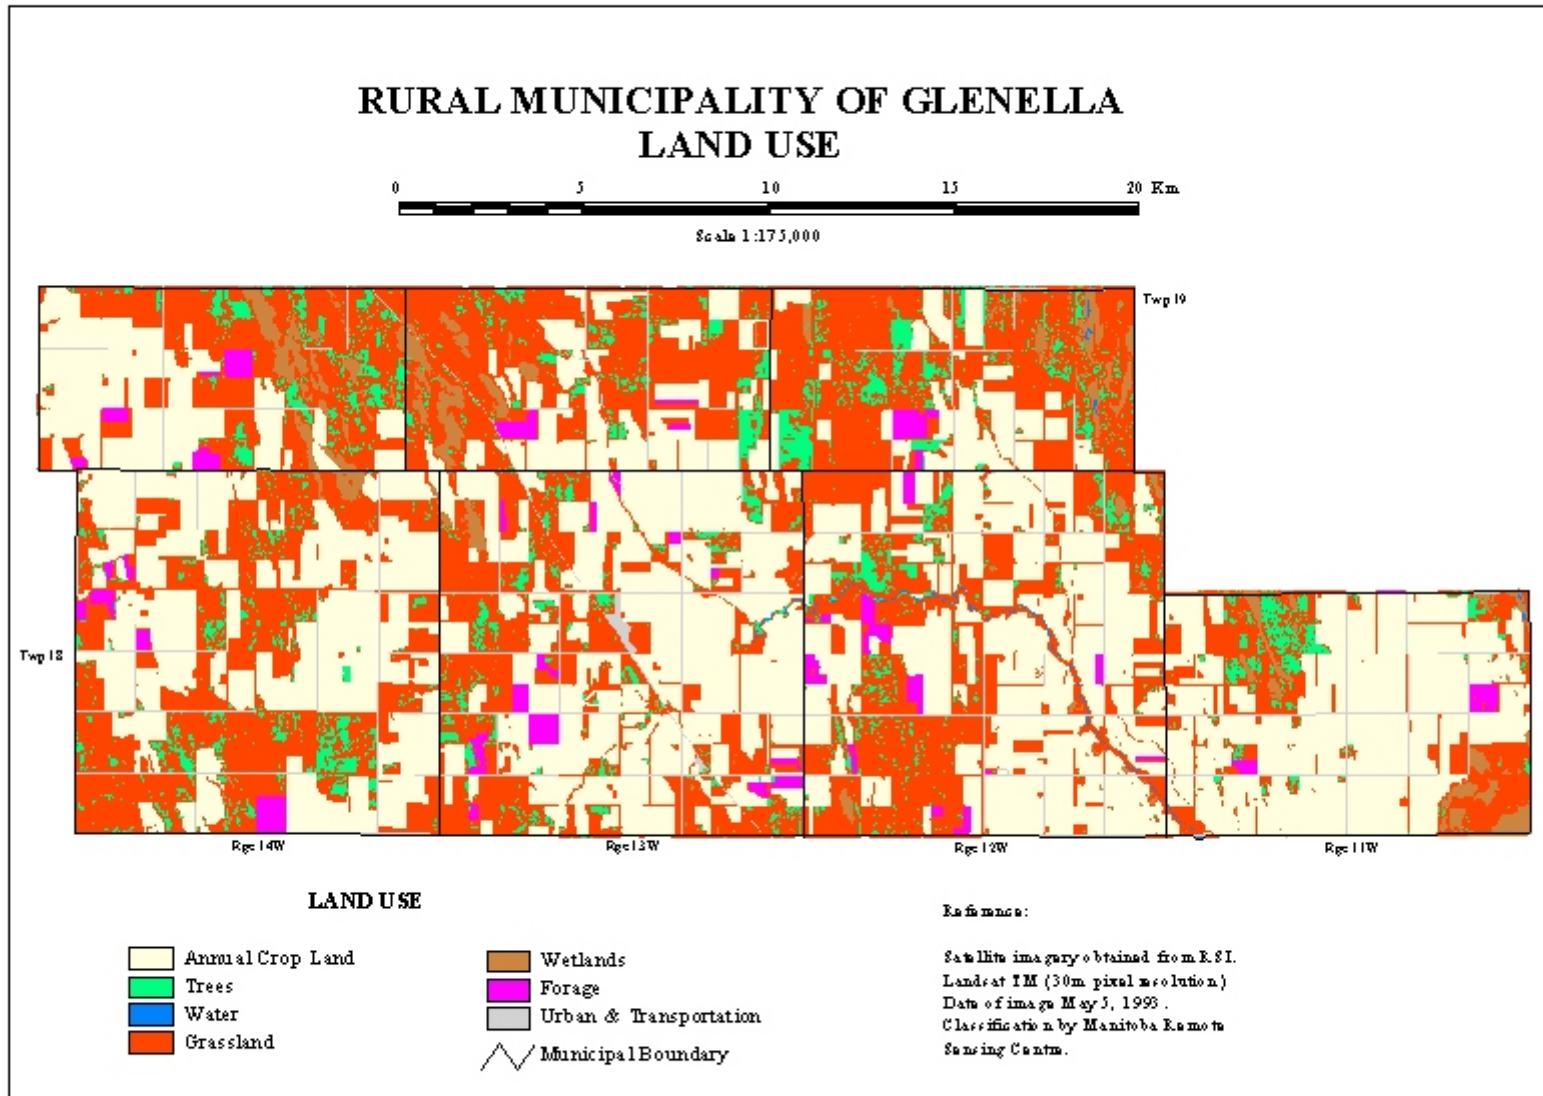 RURAL MUNICIPALITY OF GLENELLA
LAND USE
0 5 10 15 20 Km
Scale 1:175,000
Twp 19
Twp 18
Rge 14W Rge 13W Rge 12W Rge 11W
LAND USE
Annual Crop Land
Trees
Water
Grassland
Wetlands
Forage
Urban & Transportation
Municipal Boundary
Reference:
Satellite imagery obtained from RSI.
Landsat TM (30m pixel resolution)
Date of image May 5, 1993.
Classification by Manitoba Remote
Sensing Centre.